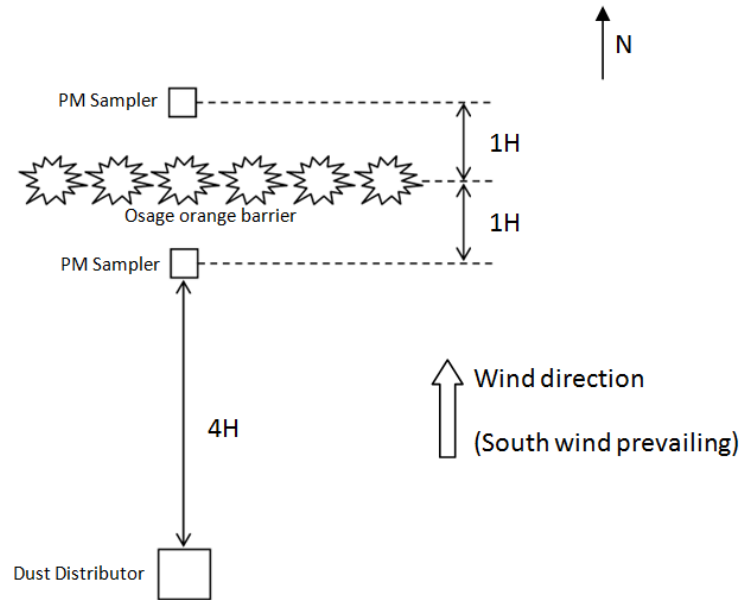 N
PM Sampler
1H
Osage orange barrier
1H
PM Sampler
Wind direction
4H
(South wind prevailing)
Dust Distributor